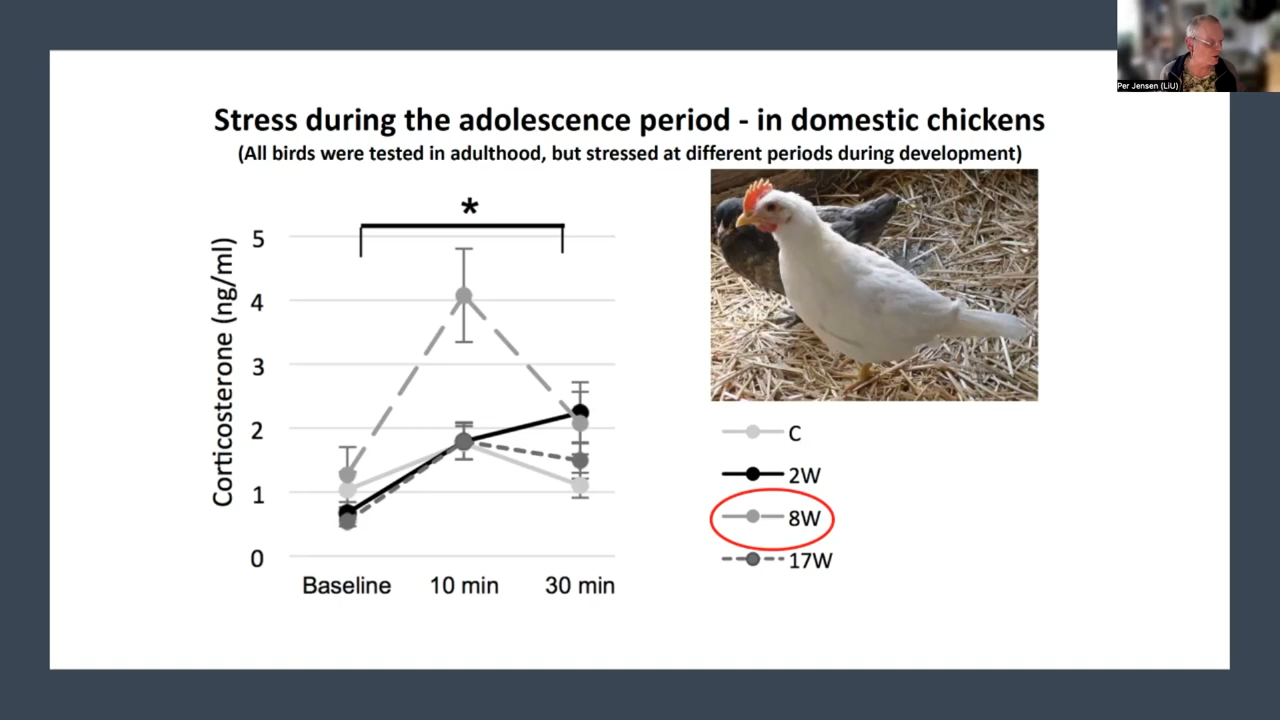 Per Jensen (LiU)
Stress during the adolescence period - in domestic chickens
(All birds were tested in adulthood, but stressed at different periods during development)
*
Corticosterone (ng/ml)
5
4
3
2
1
0
Baseline 10 min 30 min
C
2W
8W
17W